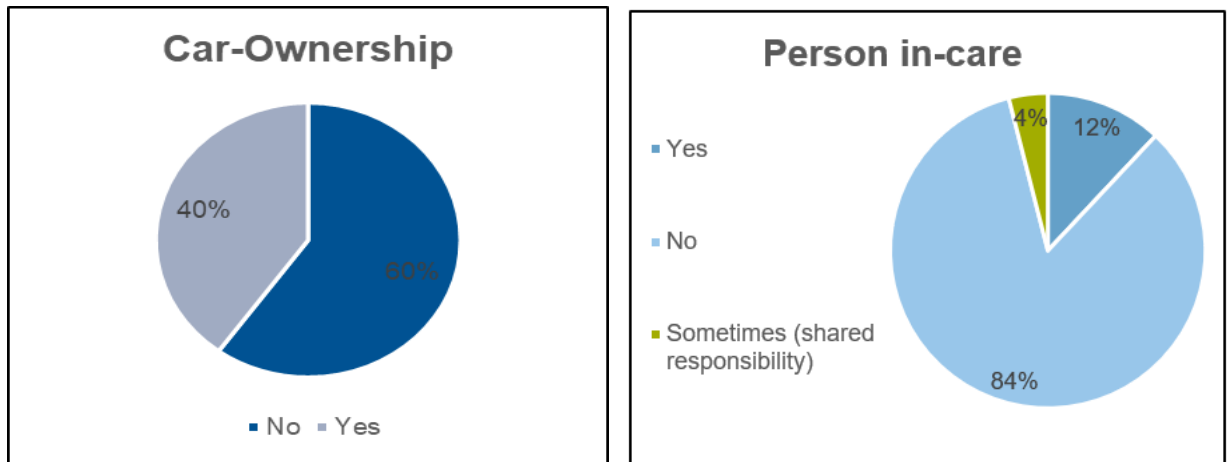 Car-Ownership
40%
60%
No Yes
Person in-care
Yes
No
Sometimes (shared
responsibility)
4%
12%
84%